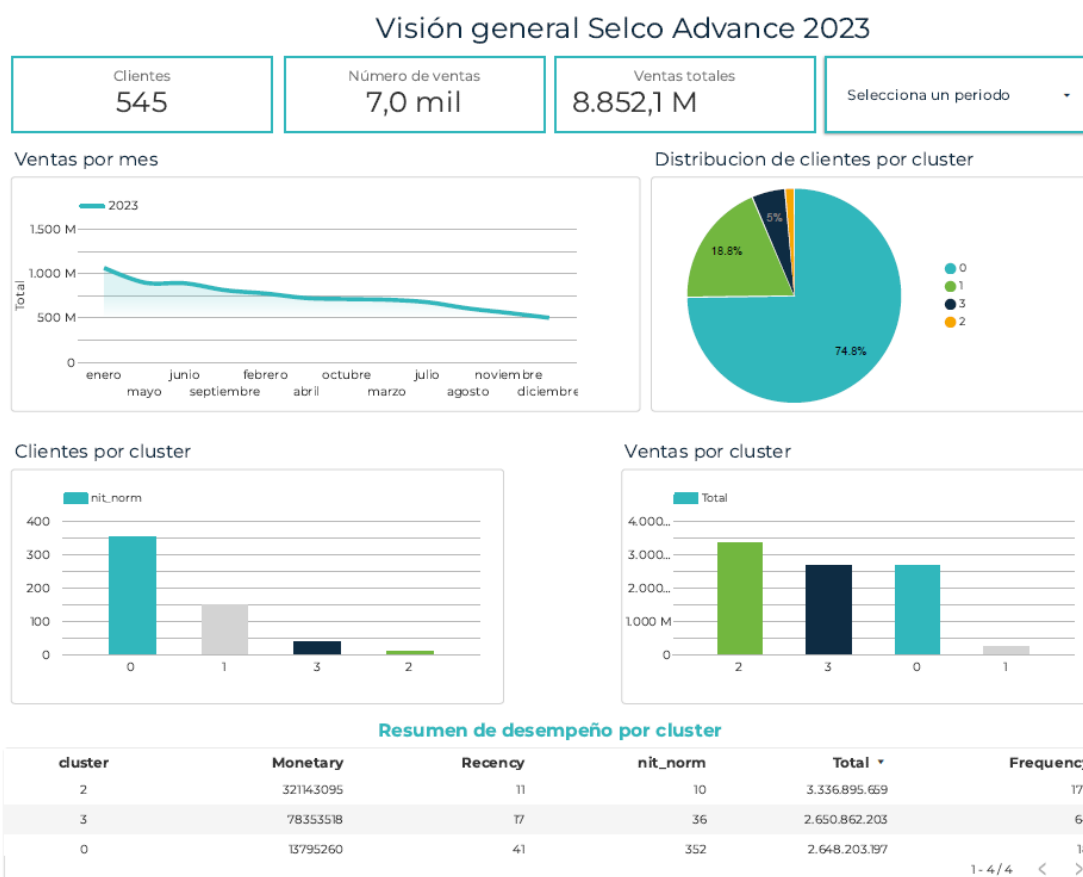 Visión general Selco Advance 2023
Clientes
545
Número de ventas
7,0 mil
Ventas totales
8.852,1 M
Selecciona un periodo
Ventas por mes
2023
Total
1.500 M
1.000 M
500 M
0
enero junio febrero octubre julio noviembre
mayo septiembre abril marzo agosto diciembre
Distribucion de clientes por cluster
18.8%
5%
74.8%
0
1
3
2
Clientes por cluster
nit_norm
400
300
200
100
0
0 1 3 2
Ventas por cluster
Total
4.000...
3.000...
2.000...
1.000 M
0
2 3 0 1
Resumen de desempeño por cluster
cluster Monetary Recency nit_norm Total Frequency
2 321143095 11 10 3.336.895.659 17
3 78353518 17 36 2.650.862.203
0 13795260 41 352 2.648.203.197
1 - 4 / 4